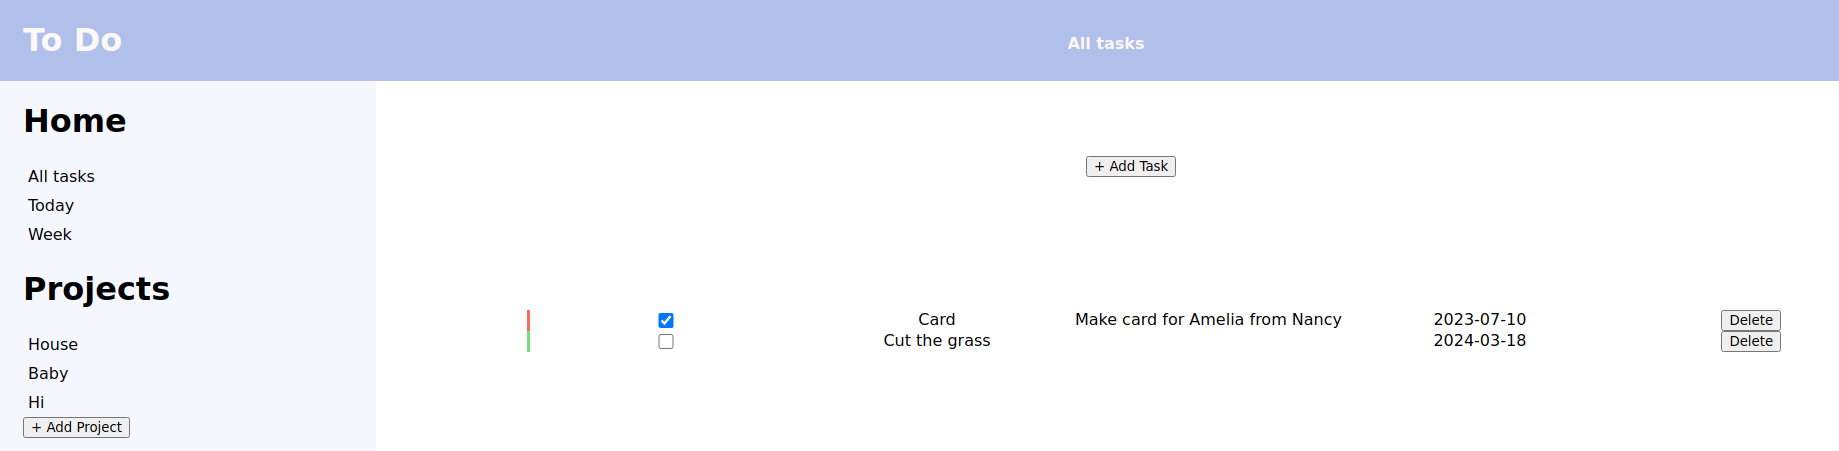 To Do
All tasks
Home
All tasks
Today
Week
Projects
House
Baby
Hi
+ Add Project
+ Add Task
Card Make card for Amelia from Nancy 2023-07-10 Delete
Cut the grass 2024-03-18 Delete